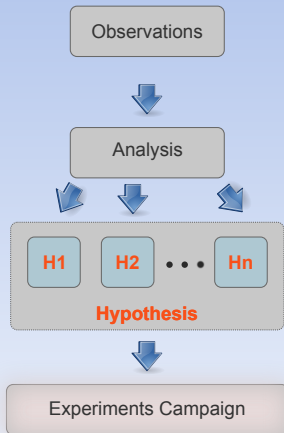 Observations
Analysis
H1 H2 ••• Hn
Hypothesis
Experiments Campaign